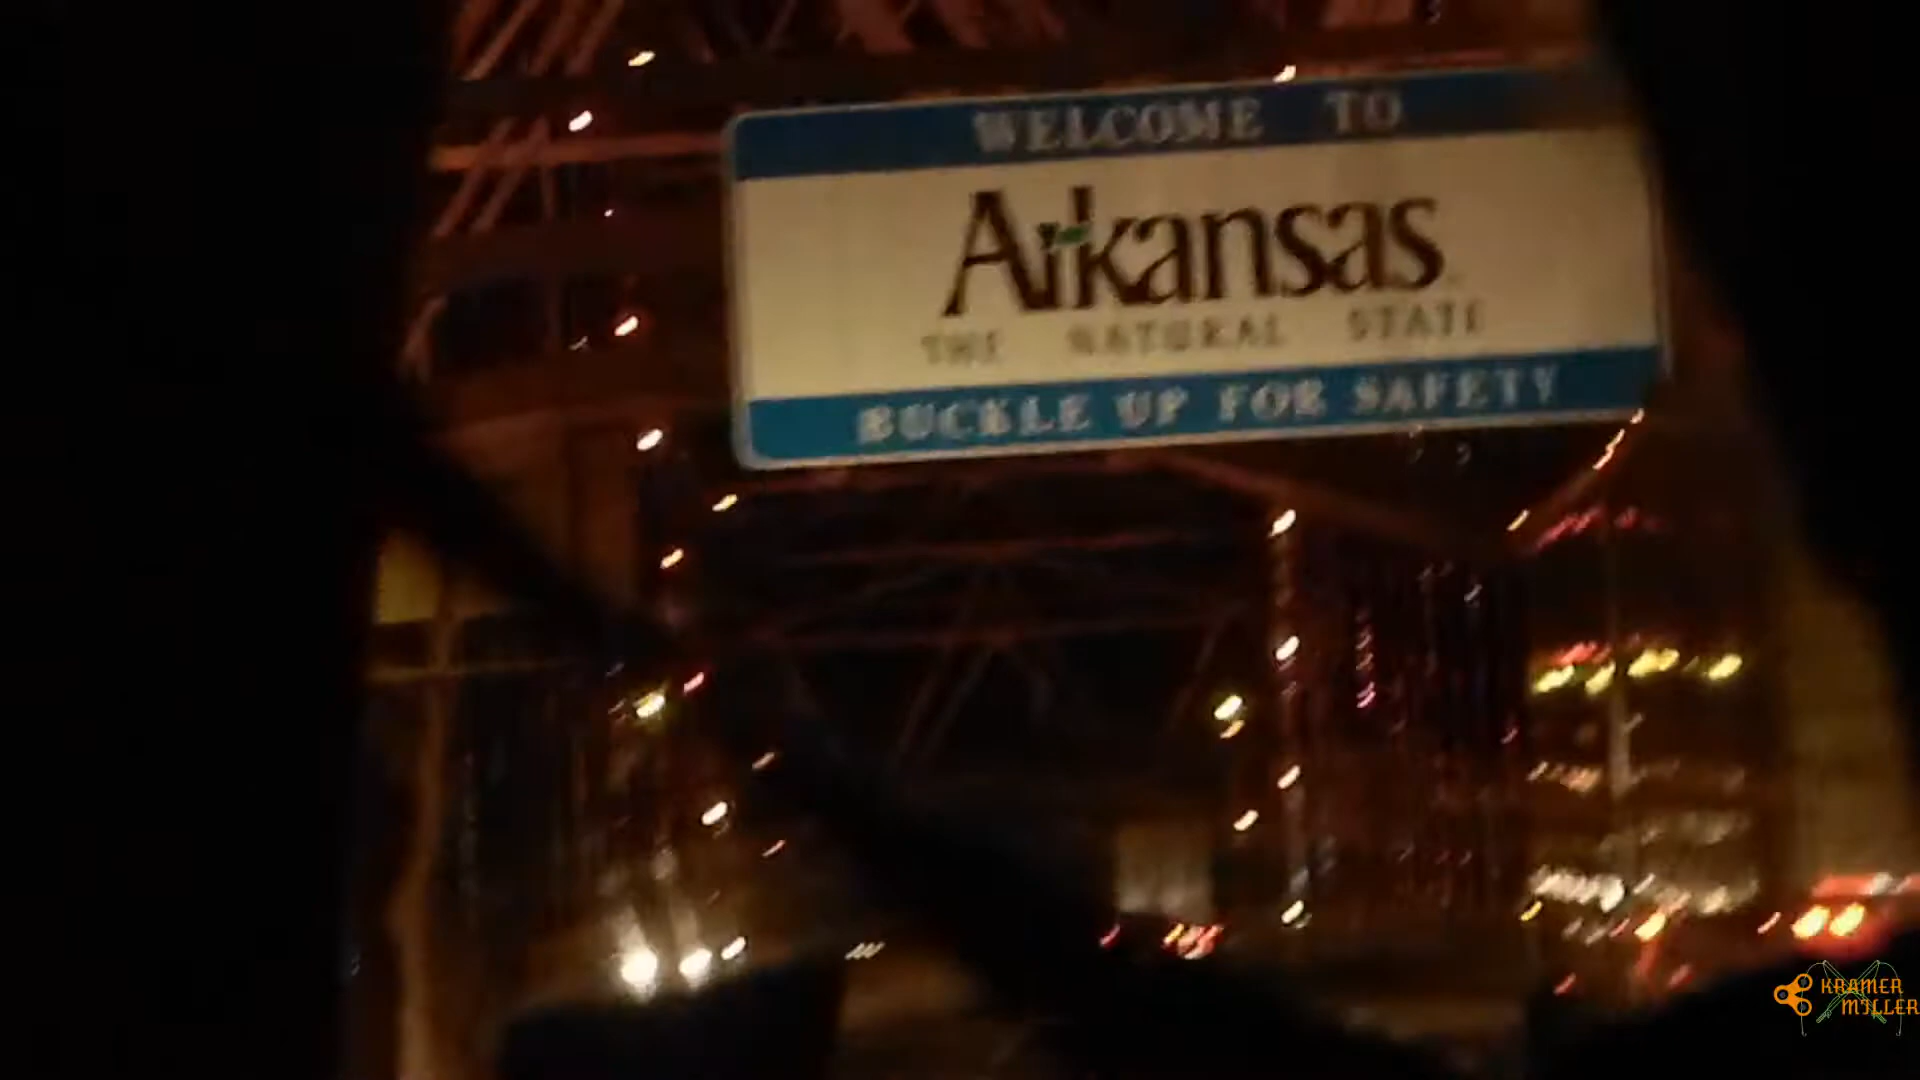 WELCOME TO
Arkansas
THE NATURAL STATE
BUCKLE UP FOR SAFETY
KRAMER
MILLER